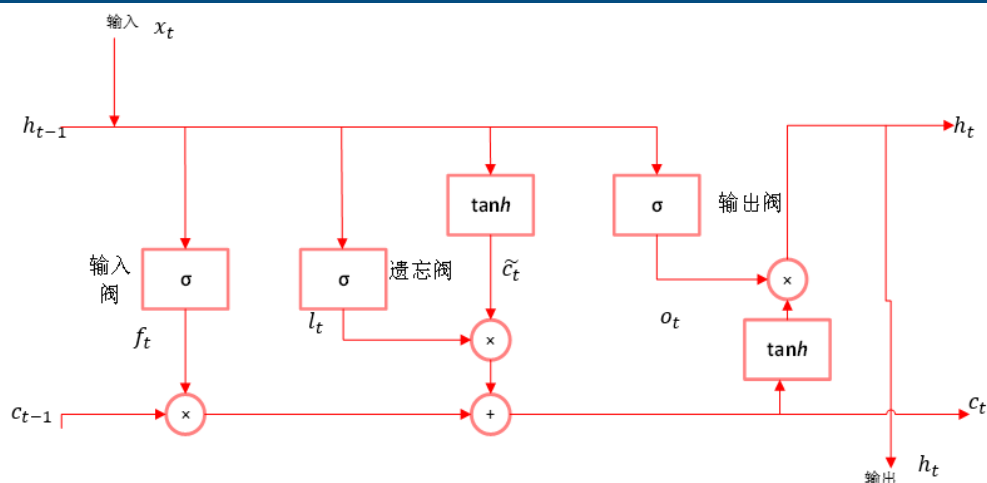 输入 x_t
h_{t-1}
h_t
tanh
σ
输出阀
输入
阀
σ
σ
遗忘阀
c̃_t
×
f_t
l_t
×
o_t
tanh
c_{t-1}
×
+
c_t
h_t
输出